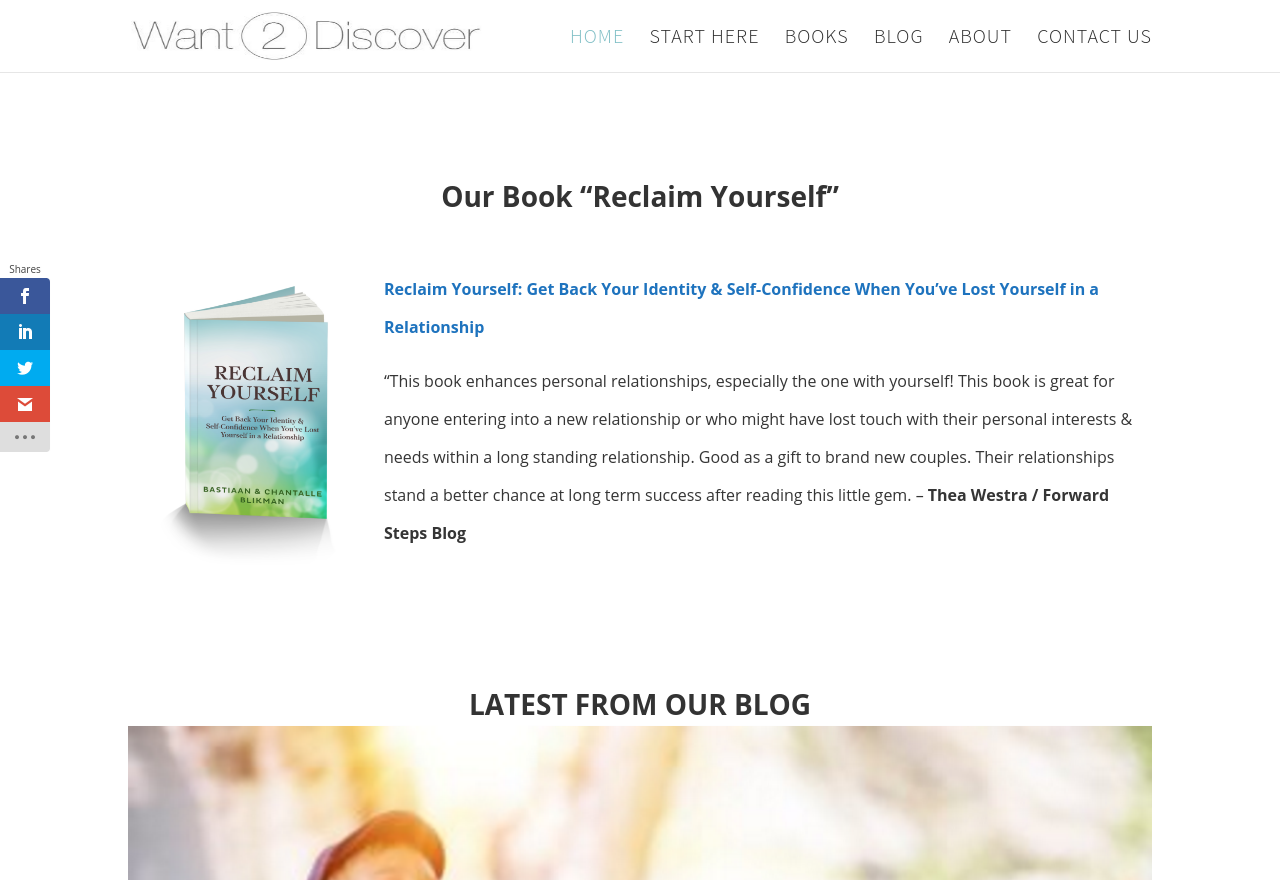 Want 2 Discover
HOME
START HERE
BOOKS
BLOG
ABOUT
CONTACT US
Our Book “Reclaim Yourself”
Shares
RECLAIM
YOURSELF
Get Back Your Identity &
Self-Confidence When You've Lost
Yourself in a Relationship
BASTIAAN & CHANTALLE
BLIKMAN
Reclaim Yourself: Get Back Your Identity & Self-Confidence When You’ve Lost Yourself in a
Relationship
“This book enhances personal relationships, especially the one with yourself! This book is great for
anyone entering into a new relationship or who might have lost touch with their personal interests &
needs within a long standing relationship. Good as a gift to brand new couples. Their relationships
stand a better chance at long term success after reading this little gem. – Thea Westra / Forward
Steps Blog
LATEST FROM OUR BLOG